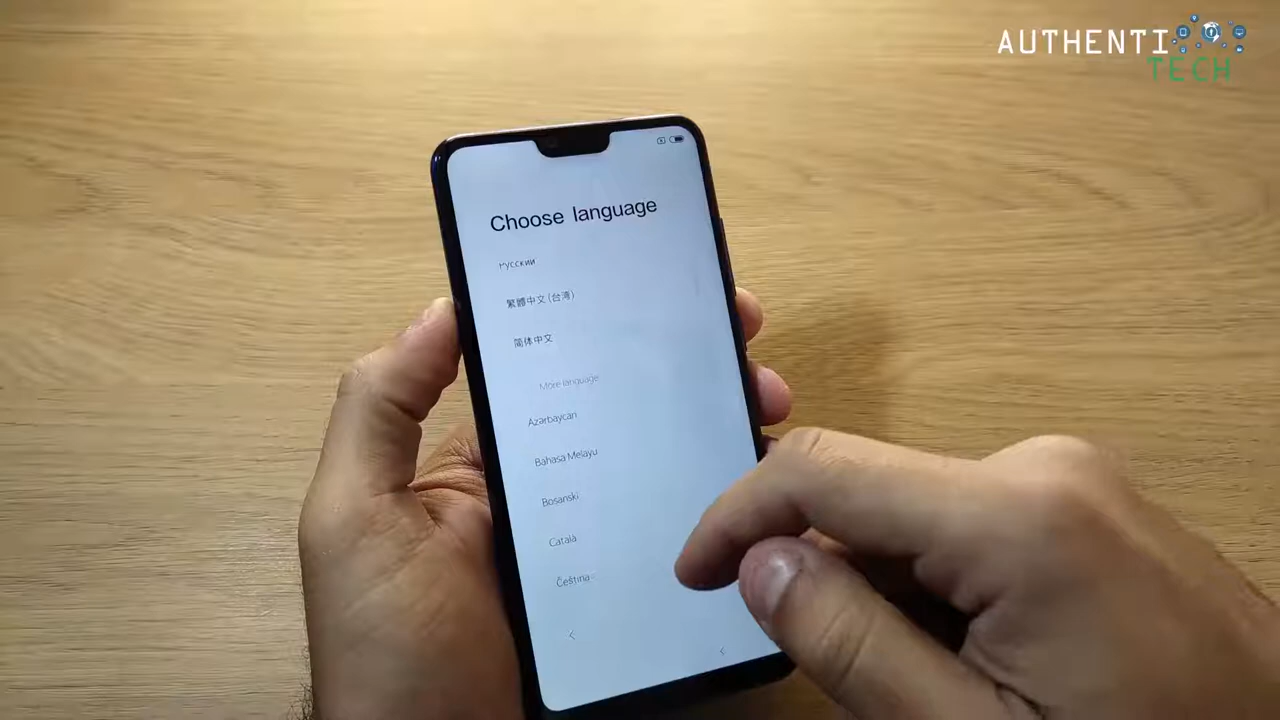 AUTHENTI
TECH
Choose language
Русский
繁體中文 (台湾)
简体中文
More language
Azərbaycan
Bahasa Melayu
Bosanski
Català
Čeština